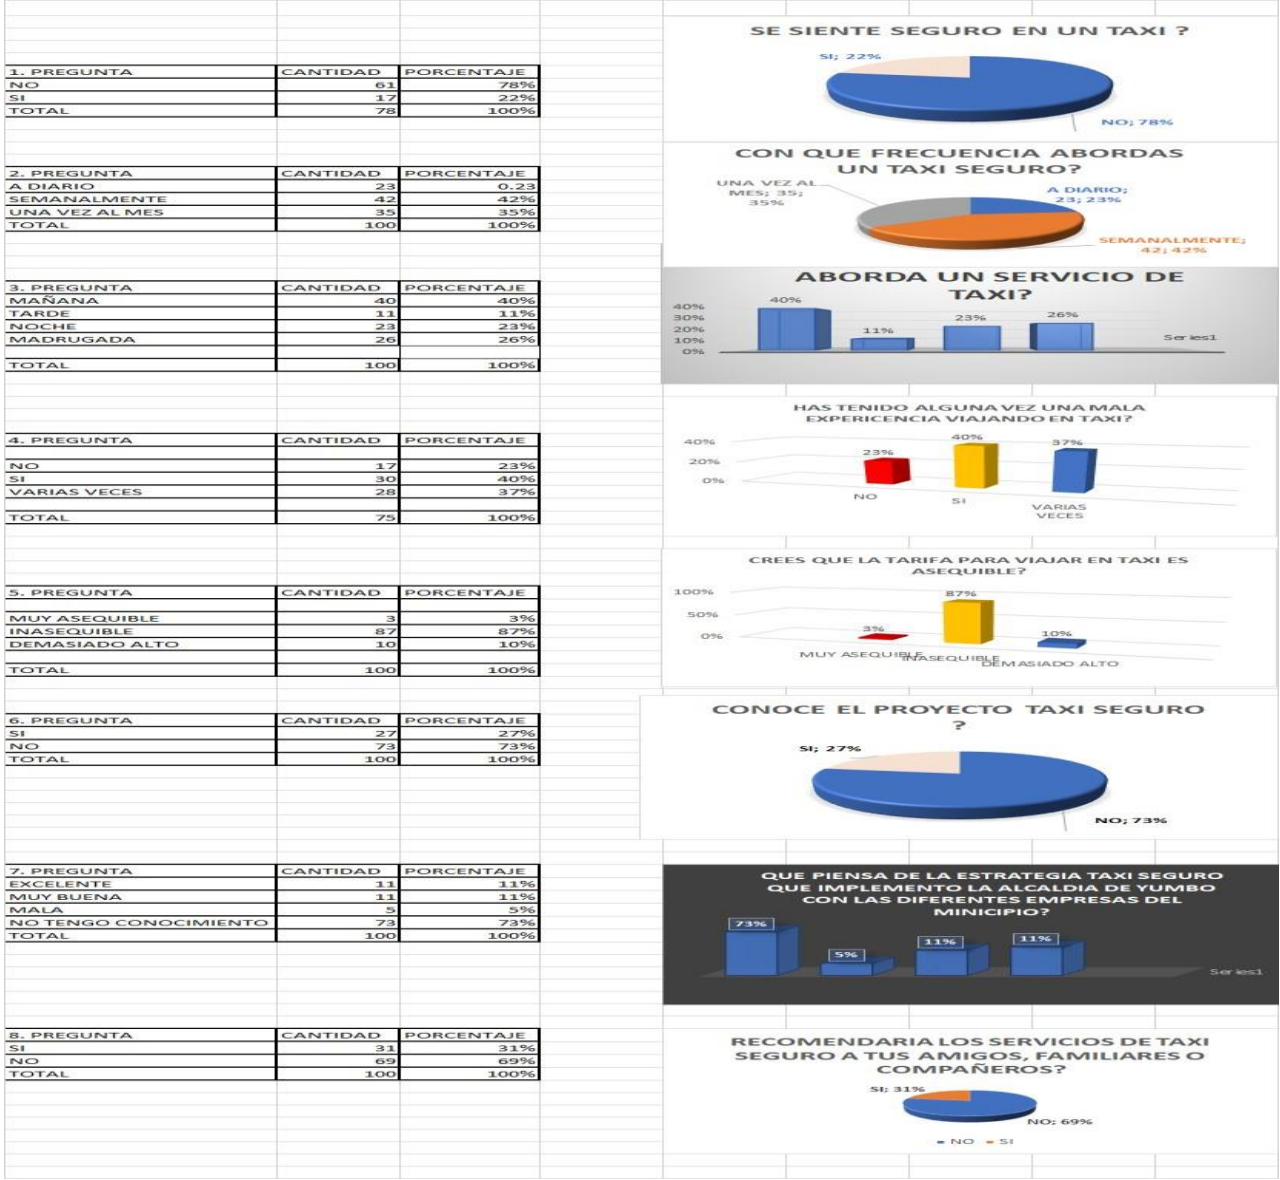 SE SIENTE SEGURO EN UN TAXI ?
SI; 22%
NO; 78%
1. PREGUNTA CANTIDAD PORCENTAJE
NO 61 78%
SI 17 22%
TOTAL 78 100%
CON QUE FRECUENCIA ABORDAS
UN TAXI SEGURO?
UNA VEZ AL
MES; 35;
35%
A DIARIO;
23; 23%
SEMANALMENTE;
42; 42%
2. PREGUNTA CANTIDAD PORCENTAJE
A DIARIO 23 0.23
SEMANALMENTE 42 42%
UNA VEZ AL MES 35 35%
TOTAL 100 100%
ABORDA UN SERVICIO DE
TAXI?
40%
30%
20%
10%
0%
40%
11%
23%
26%
Series1
3. PREGUNTA CANTIDAD PORCENTAJE
MAÑANA 40 40%
TARDE 11 11%
NOCHE 23 23%
MADRUGADA 26 26%
TOTAL 100 100%
HAS TENIDO ALGUNA VEZ UNA MALA
EXPERICENCIA VIAJANDO EN TAXI?
40%
20%
0%
23%
40%
37%
NO
SI
VARIAS
VECES
4. PREGUNTA CANTIDAD PORCENTAJE
NO 17 23%
SI 30 40%
VARIAS VECES 28 37%
TOTAL 75 100%
CREES QUE LA TARIFA PARA VIAJAR EN TAXI ES
ASEQUIBLE?
100%
50%
0%
3%
87%
10%
MUY ASEQUIBLE
INASEQUIBLE
DEMASIADO ALTO
5. PREGUNTA CANTIDAD PORCENTAJE
MUY ASEQUIBLE 3 3%
INASEQUIBLE 87 87%
DEMASIADO ALTO 10 10%
TOTAL 100 100%
CONOCE EL PROYECTO TAXI SEGURO
?
SI; 27%
NO; 73%
6. PREGUNTA CANTIDAD PORCENTAJE
SI 27 27%
NO 73 73%
TOTAL 100 100%
QUE PIENSA DE LA ESTRATEGIA TAXI SEGURO
QUE IMPLEMENTO LA ALCALDIA DE YUMBO
CON LAS DIFERENTES EMPRESAS DEL
MINICIPIO?
73%
5%
11%
11%
Series1
7. PREGUNTA CANTIDAD PORCENTAJE
EXCELENTE 11 11%
MUY BUENA 11 11%
MALA 5 5%
NO TENGO CONOCIMIENTO 73 73%
TOTAL 100 100%
RECOMENDARIA LOS SERVICIOS DE TAXI
SEGURO A TUS AMIGOS, FAMILIARES O
COMPAÑEROS?
SI; 31%
NO; 69%
NO SI
8. PREGUNTA CANTIDAD PORCENTAJE
SI 31 31%
NO 69 69%
TOTAL 100 100%